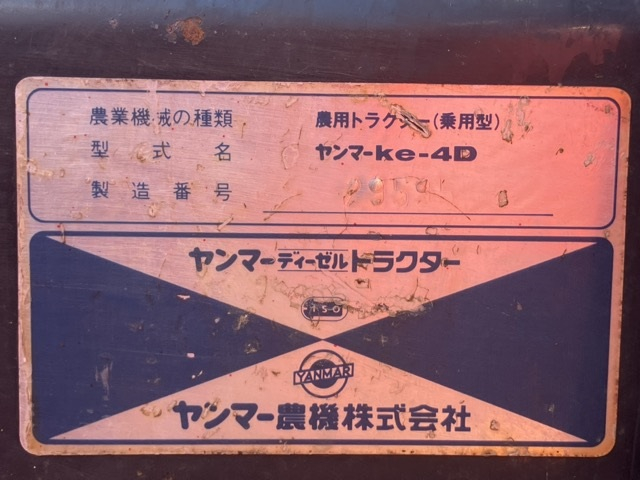 農業機械の種類 農用トラクター(乗用型)
型式名 ヤンマーke-4D
製造番号
ヤンマーディーゼルトラクター
ヤンマー農機株式会社
YANMAR